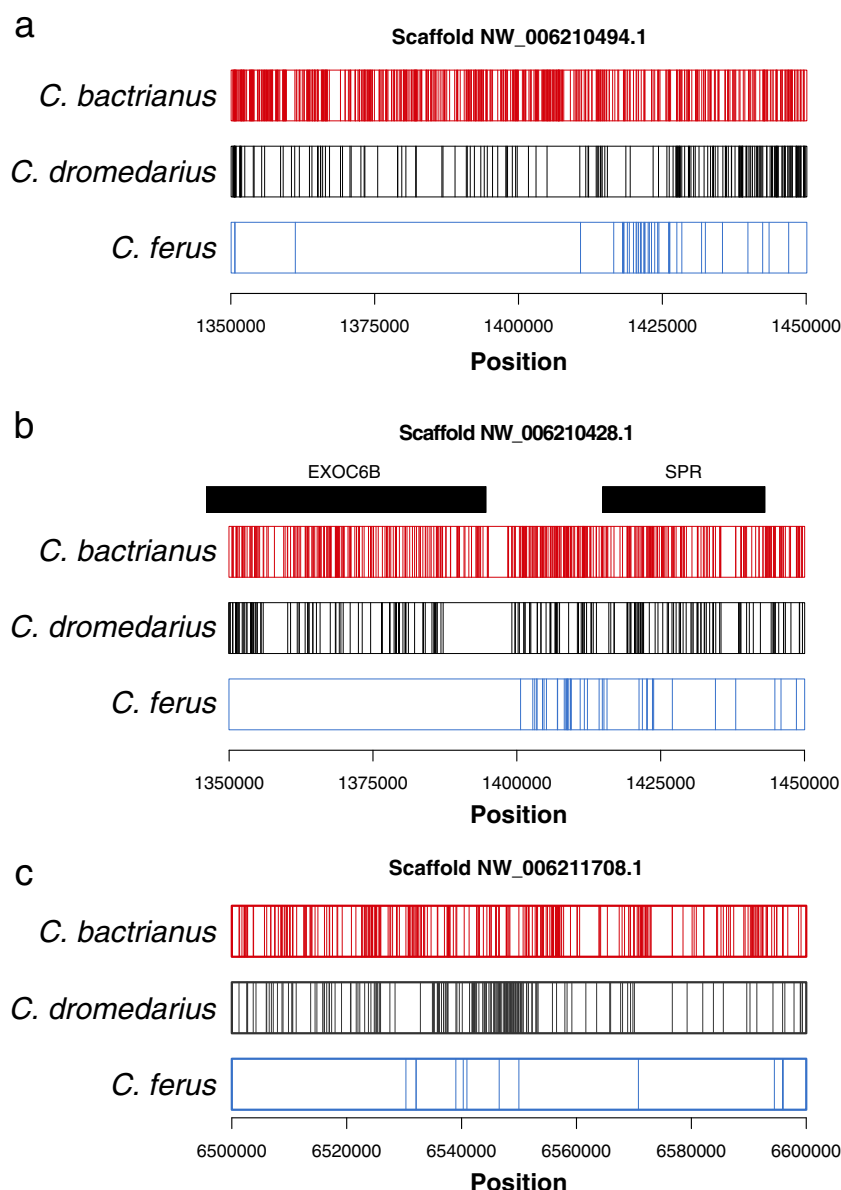 a
Scaffold NW_006210494.1
C. bactrianus
C. dromedarius
C. ferus
1350000 1375000 1400000 1425000 1450000
Position
b
Scaffold NW_006210428.1
EXOC6B SPR
C. bactrianus
C. dromedarius
C. ferus
1350000 1375000 1400000 1425000 1450000
Position
c
Scaffold NW_006211708.1
C. bactrianus
C. dromedarius
C. ferus
6500000 6520000 6540000 6560000 6580000 6600000
Position